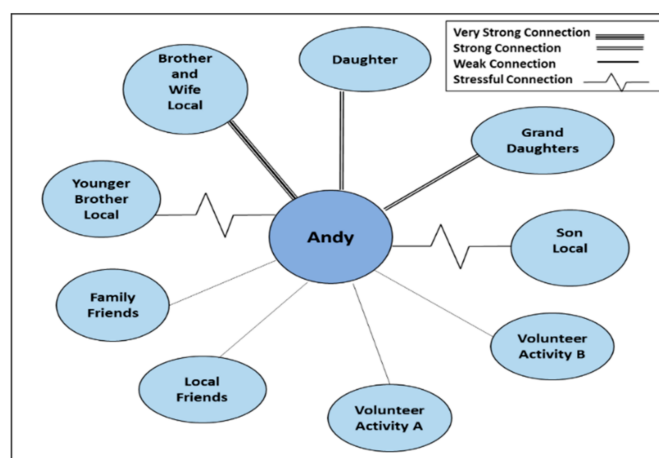 Very Strong Connection
Strong Connection
Weak Connection
Stressful Connection
Brother
and
Wife
Local
Daughter
Grand
Daughters
Younger
Brother
Local
Andy
Son
Local
Family
Friends
Volunteer
Activity B
Local
Friends
Volunteer
Activity A